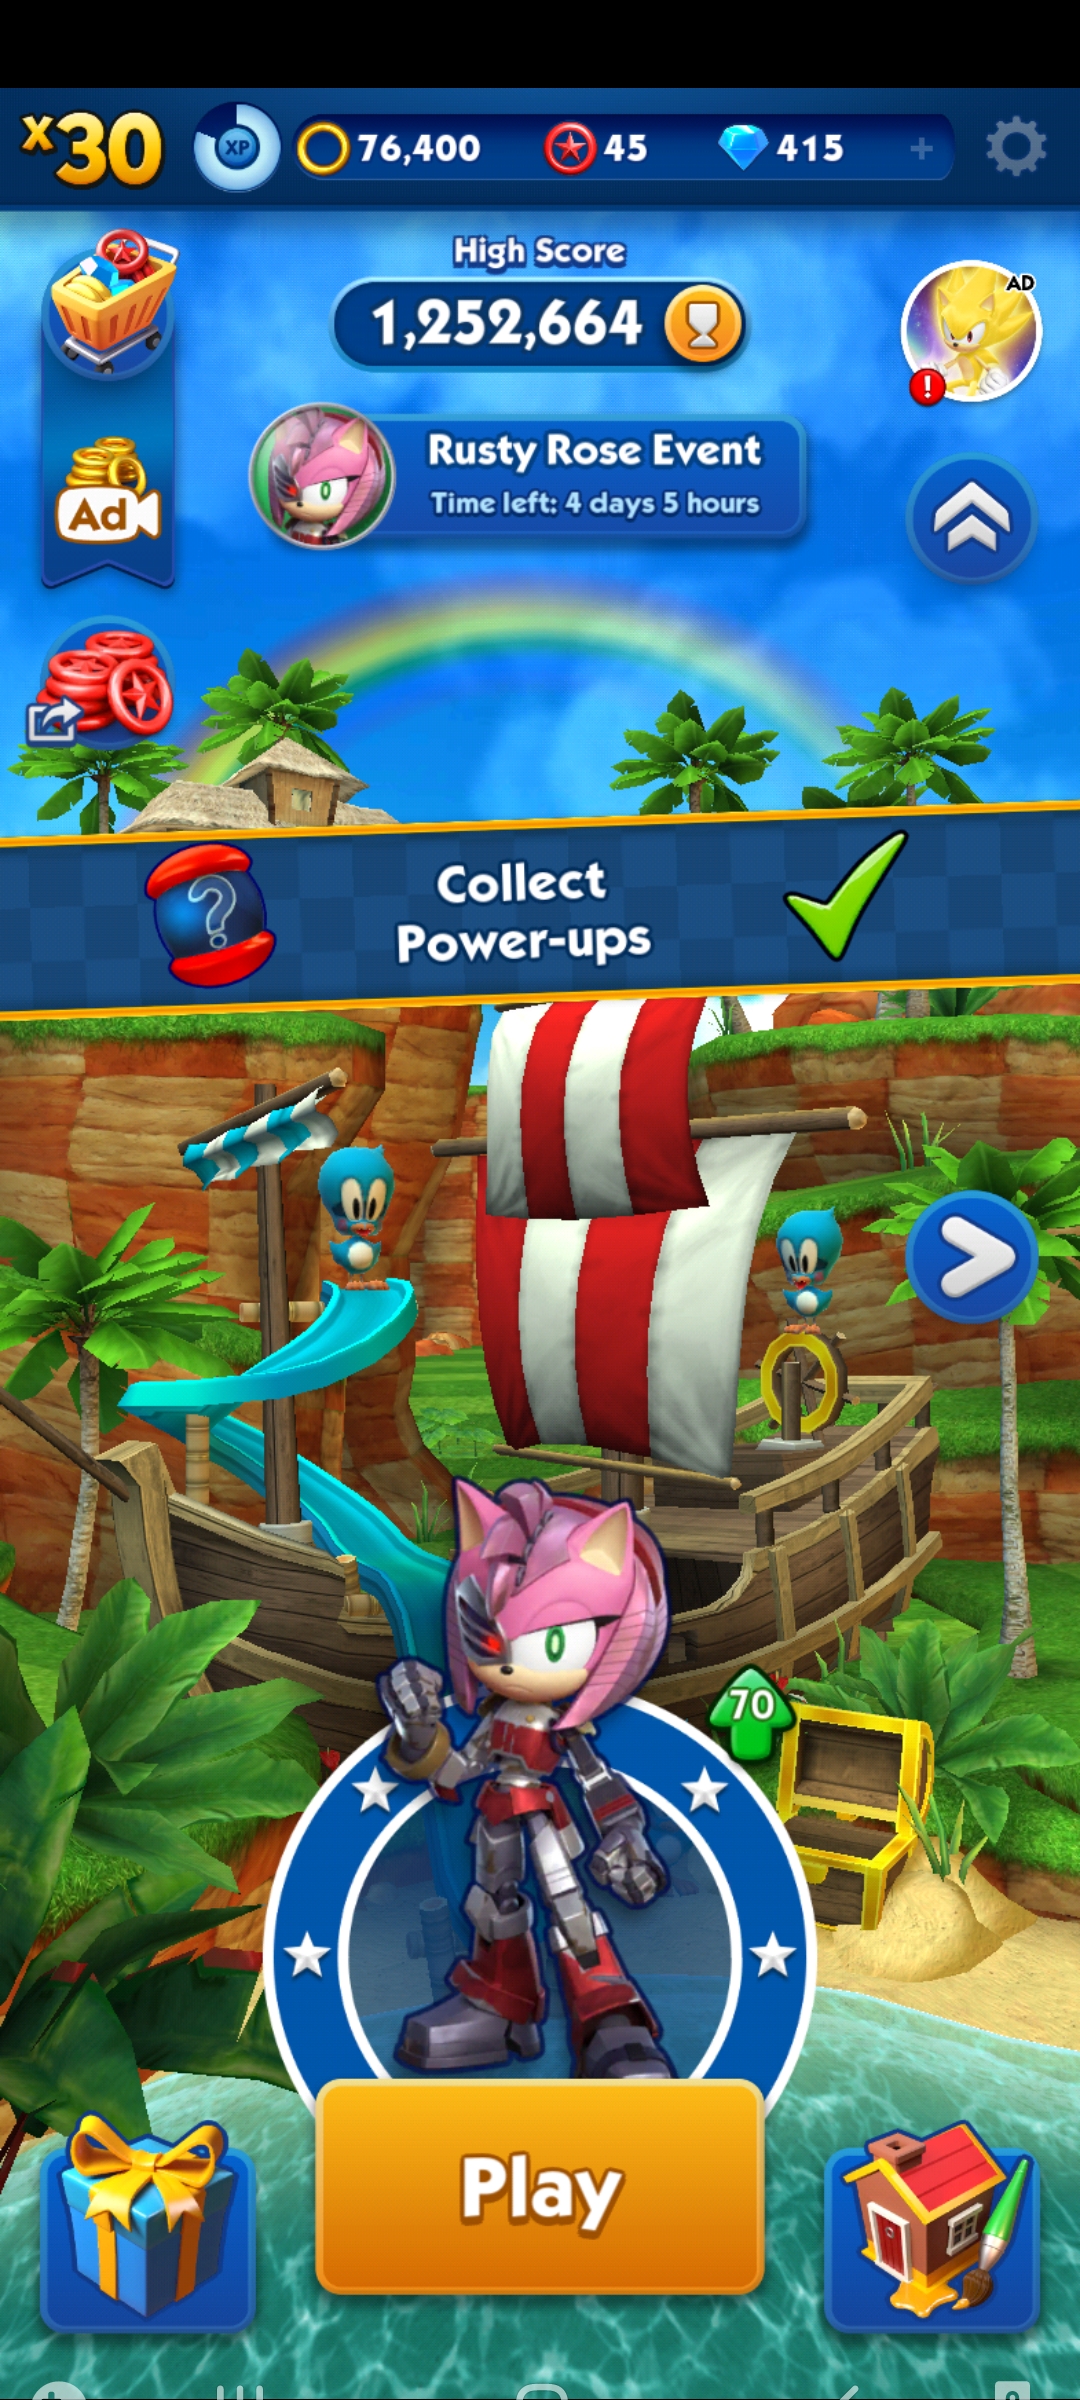 x30
XP
76,400
45
415
+
High Score
1,252,664
AD
!
Rusty Rose Event
Time left: 4 days 5 hours
Ad
?
Collect
Power-ups
70
Play